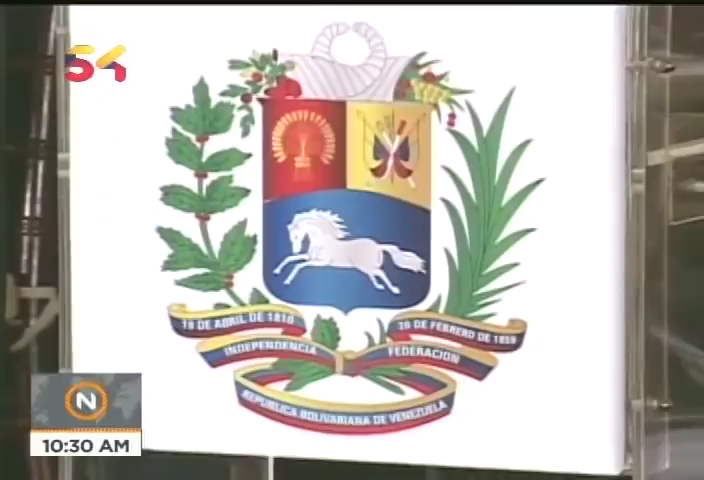 54
19 DE ABRIL DE 1810
20 DE FEBRERO DE 1859
INDEPENDENCIA
FEDERACION
REPUBLICA BOLIVARIANA DE VENEZUELA
N
10:30 AM